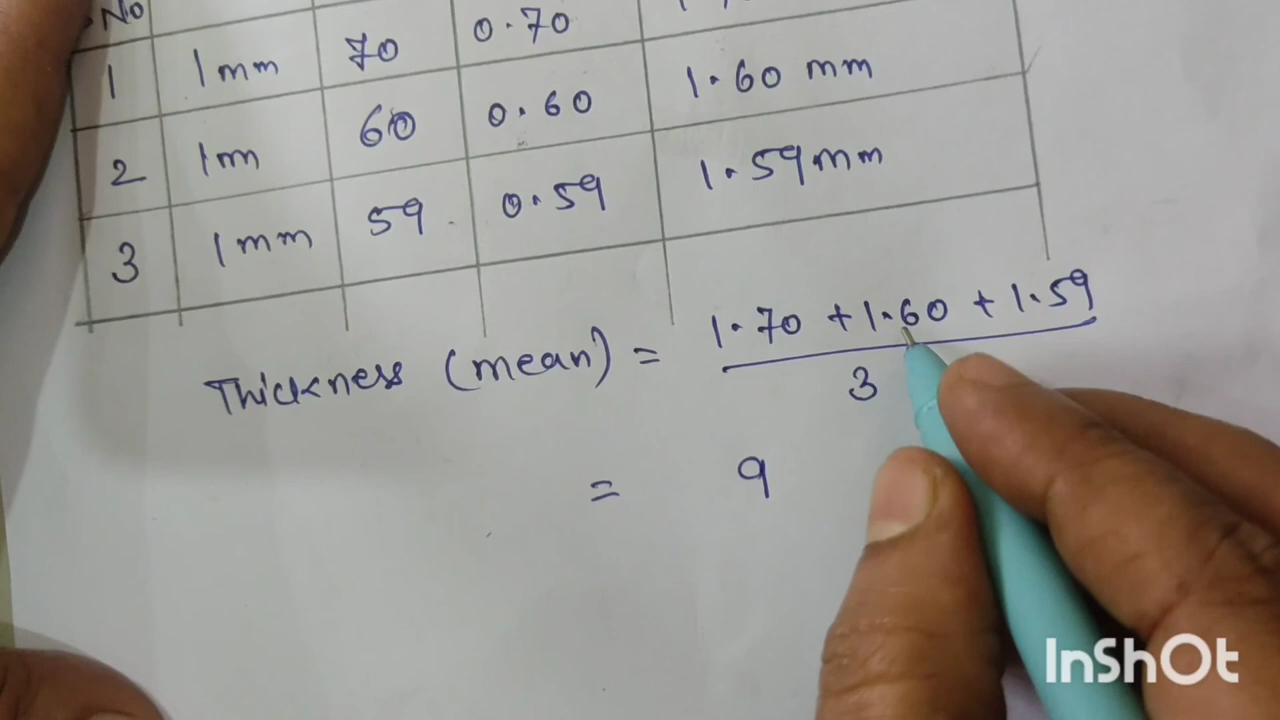 No
1 1mm 70 0.70
2 1m 60 0.60 1.60 mm
3 1mm 59 0.59 1.59mm
Thickness (mean) = 1.70 + 1.60 + 1.59
3
= 9
InShOt